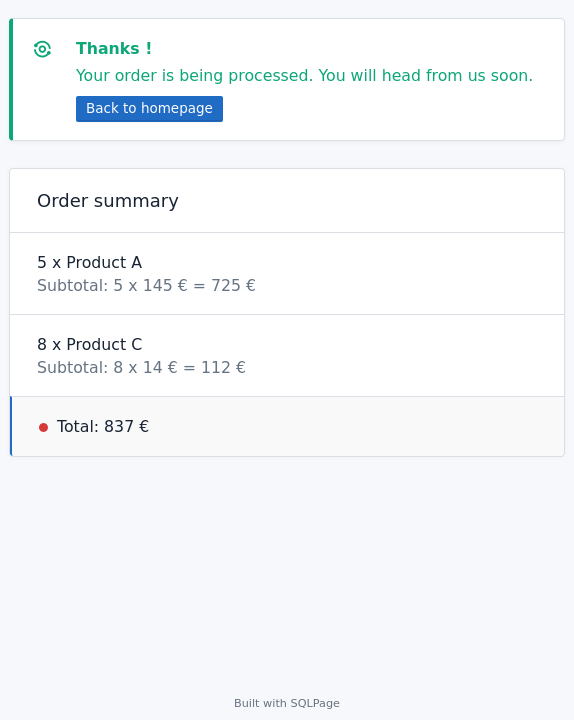 Thanks !
Your order is being processed. You will head from us soon.
Back to homepage
Order summary
5 x Product A
Subtotal: 5 x 145 € = 725 €
8 x Product C
Subtotal: 8 x 14 € = 112 €
Total: 837 €
Built with SQLPage